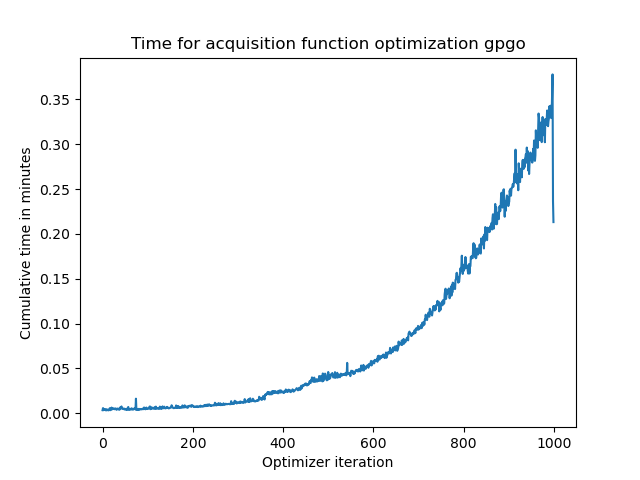 Time for acquisition function optimization gpgo
Cumulative time in minutes
0.35
0.30
0.25
0.20
0.15
0.10
0.05
0.00
0 200 400 600 800 1000
Optimizer iteration